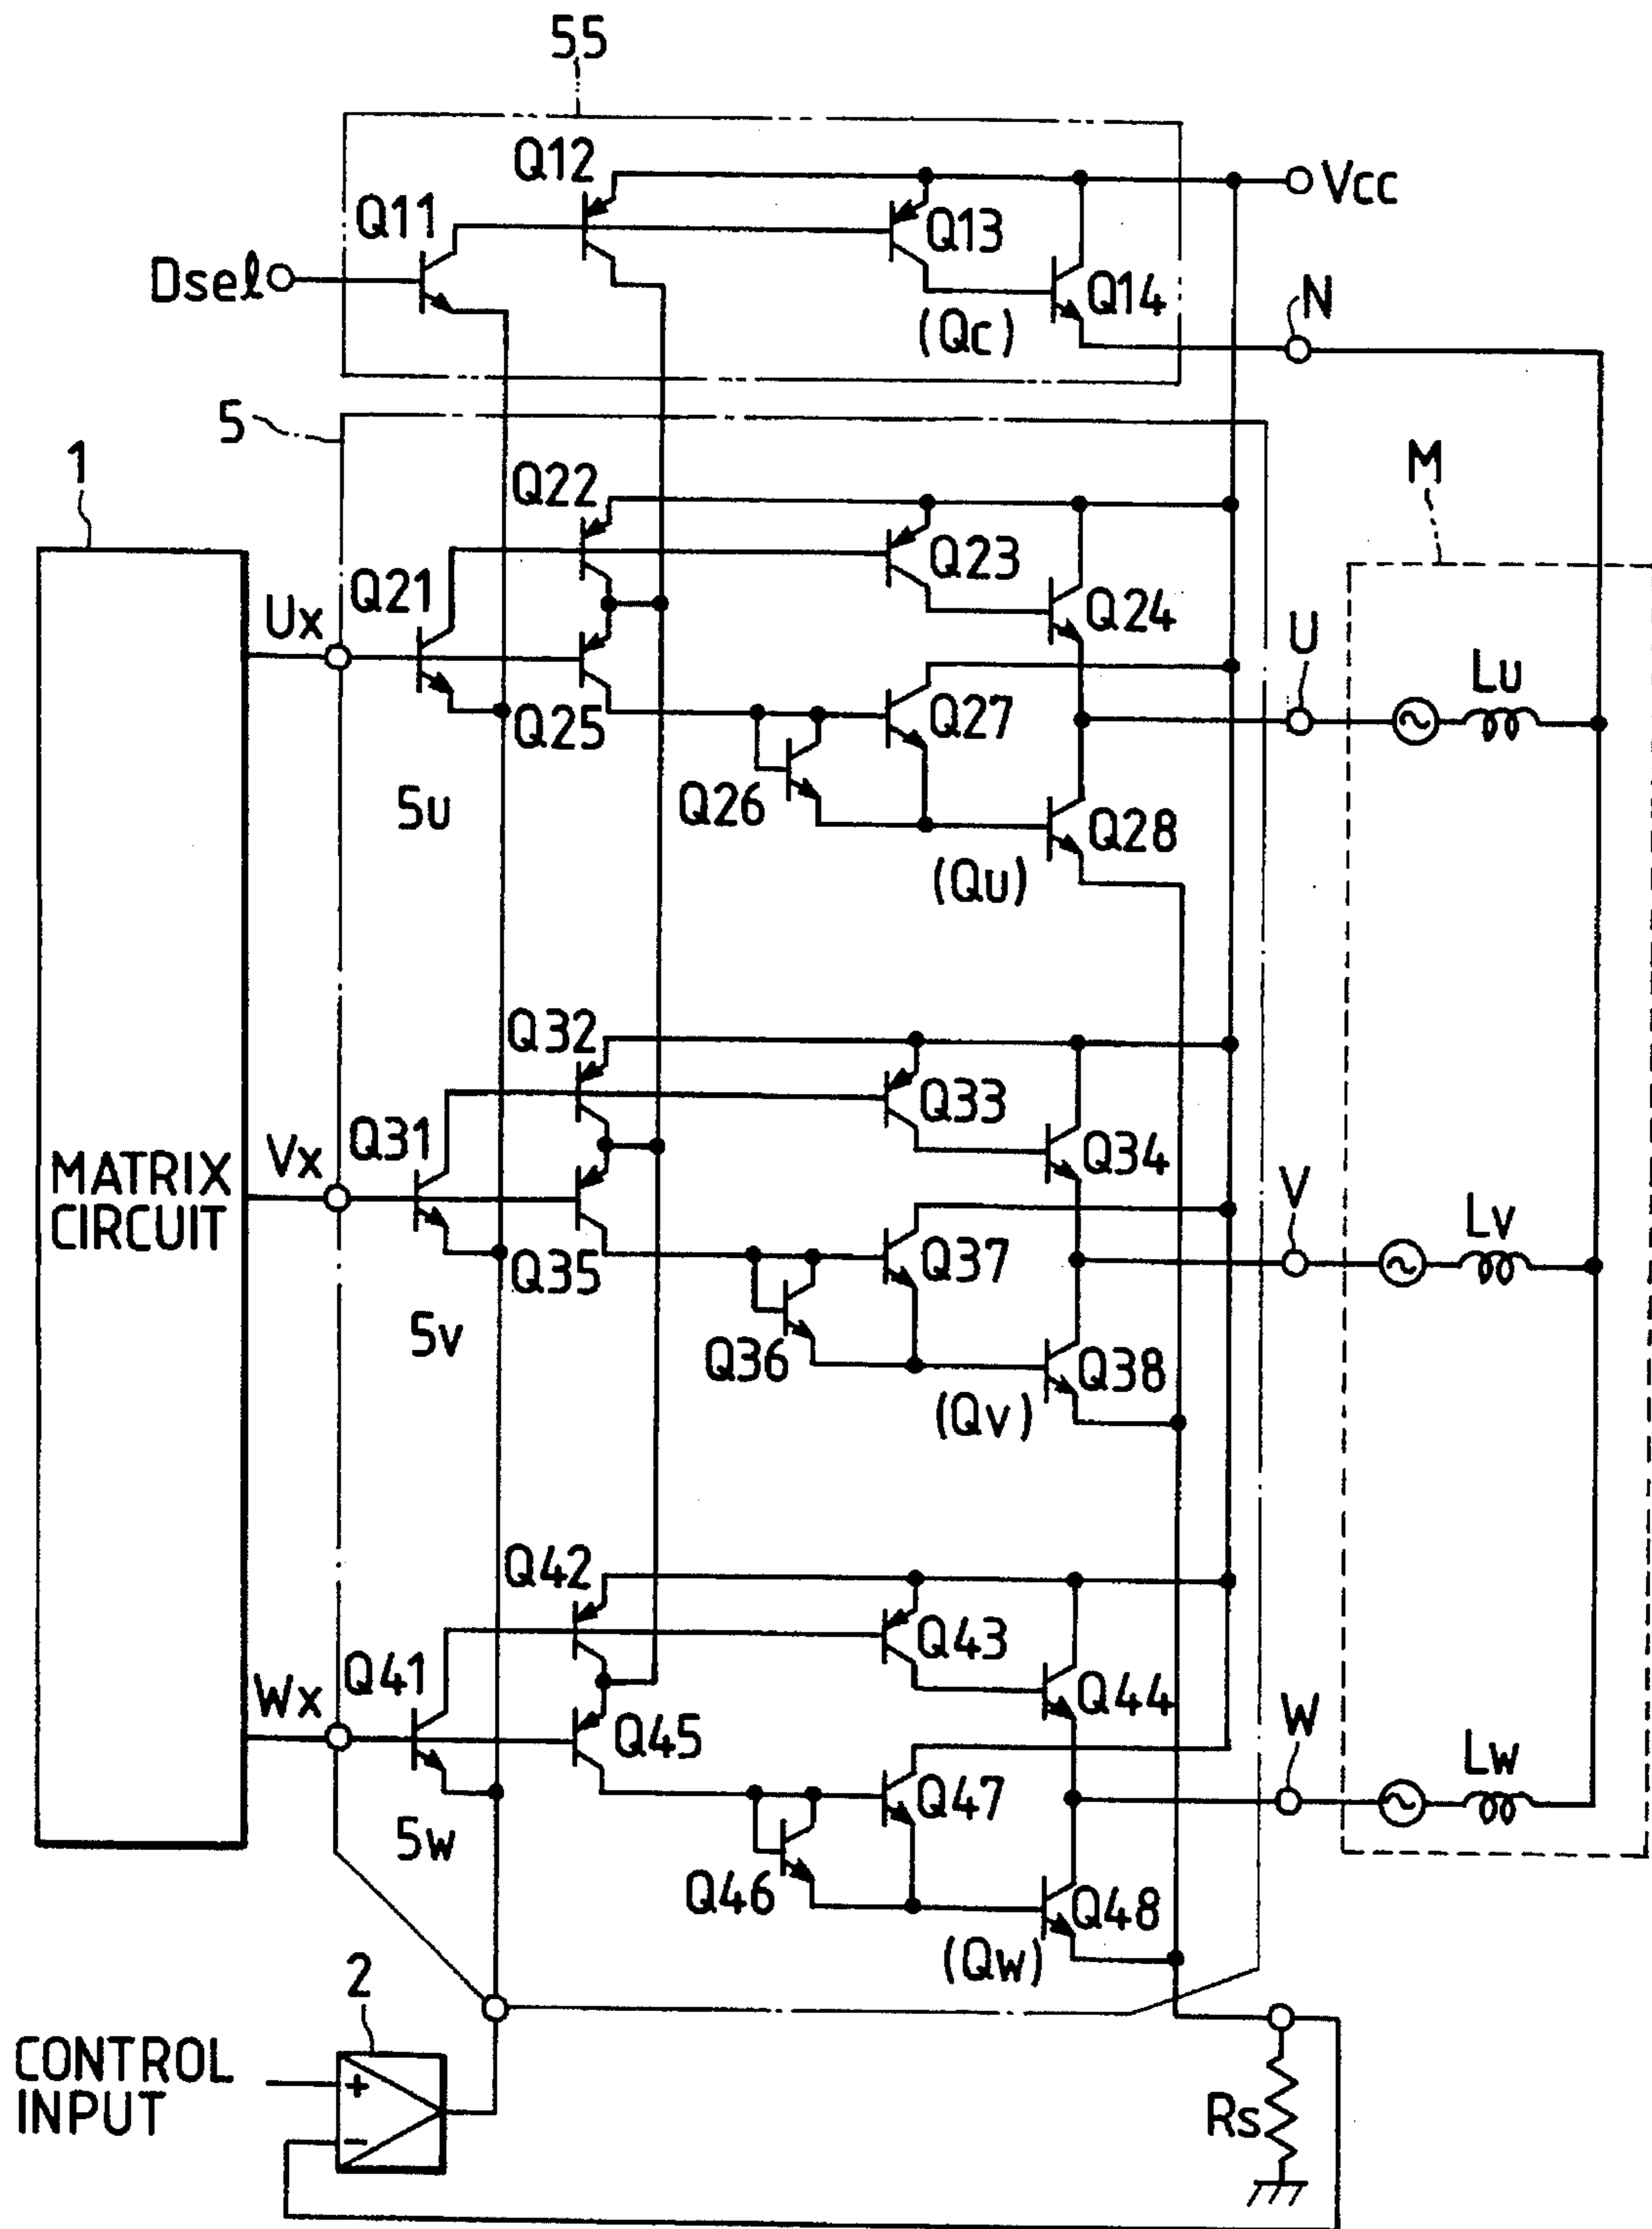 55
Q12
Vcc
Q11
Q13
Dsel
Q14
N
(Qc)
5
1
M
Q22
Q23
Q21
Q24
Ux
U
Lu
Q25
Q27
Q26
5u
Q28
(Qu)
Q32
Q33
Q31
Q34
Vx
MATRIX
CIRCUIT
V
Lv
Q35
Q37
5v
Q36
Q38
(Qv)
Q42
Q43
Q41
Q44
Wx
W
Q45
Lw
Q47
5w
Q46
Q48
(Qw)
2
CONTROL
INPUT
+
−
Rs